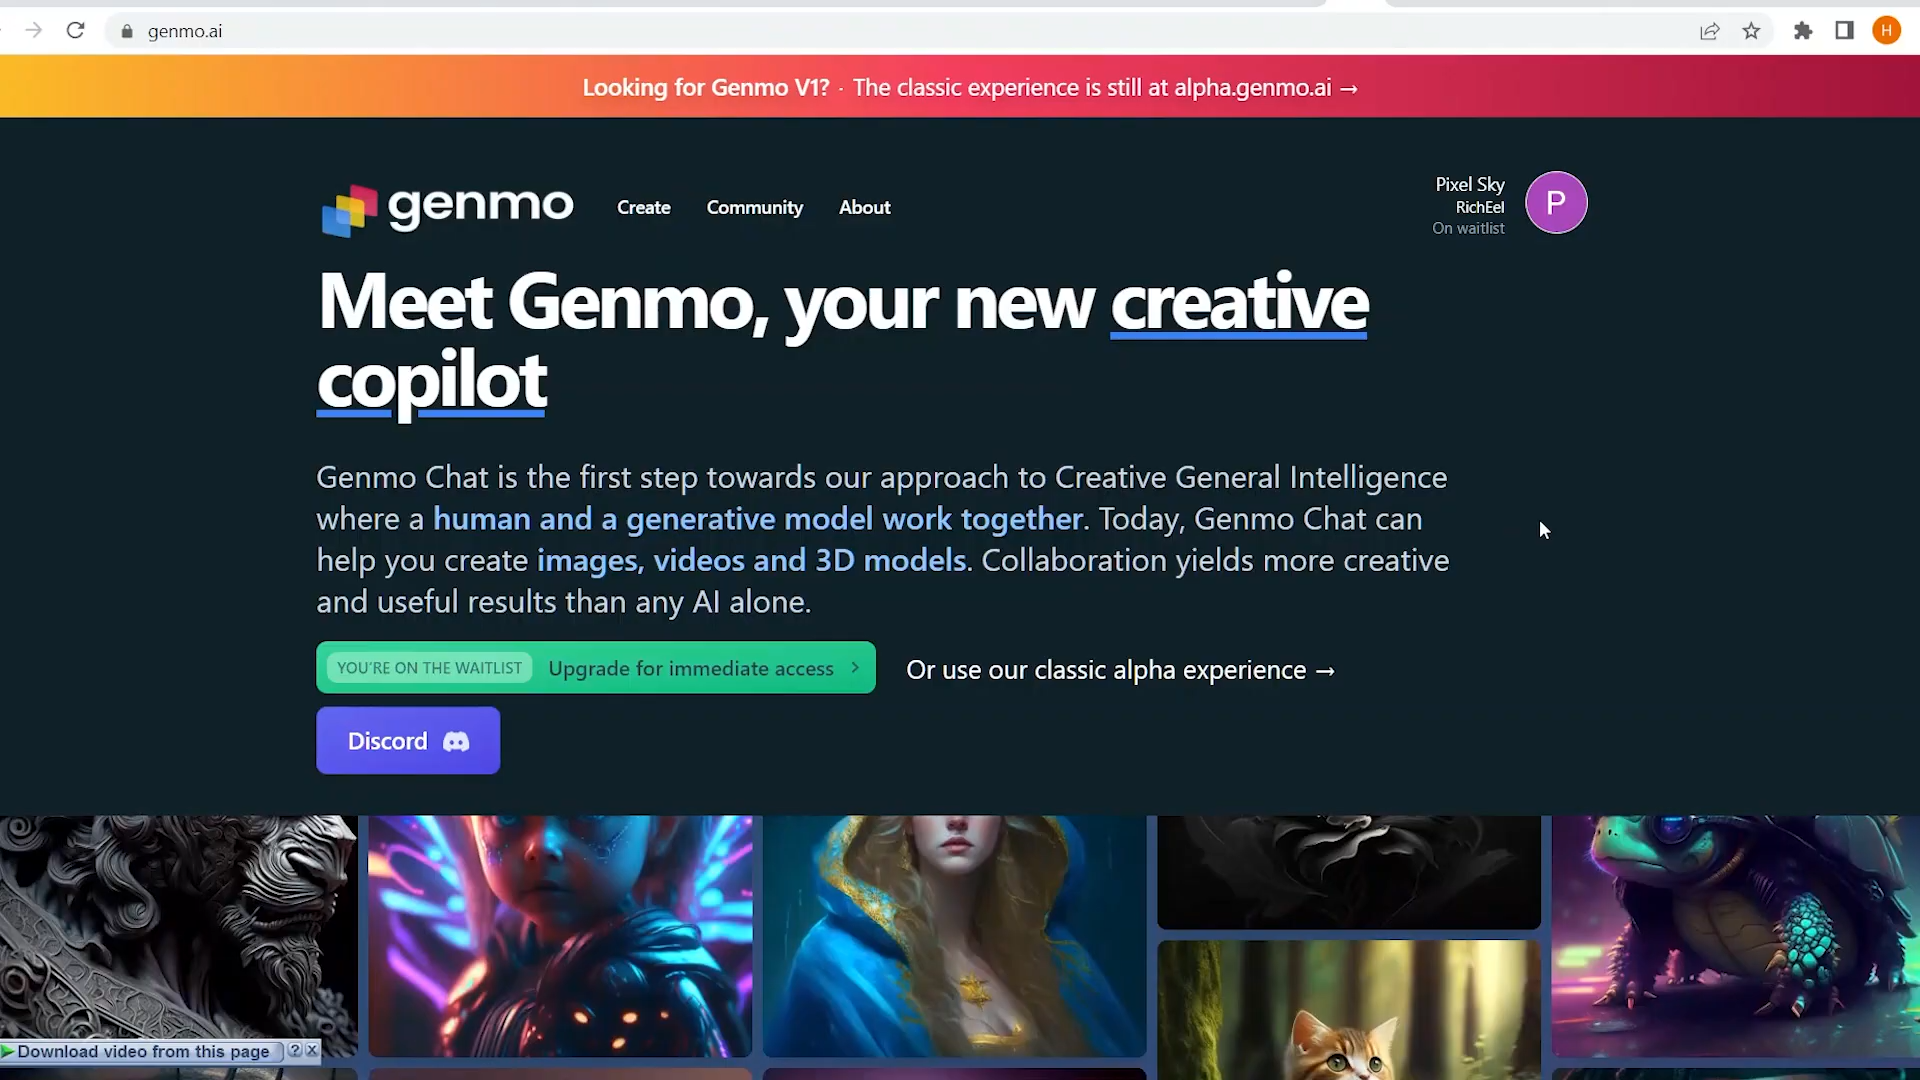 genmo.ai
H
Looking for Genmo V1? · The classic experience is still at alpha.genmo.ai →
genmo
Create
Community
About
Pixel Sky
RichEel
On waitlist
P
Meet Genmo, your new creative
copilot
Genmo Chat is the first step towards our approach to Creative General Intelligence
where a human and a generative model work together. Today, Genmo Chat can
help you create images, videos and 3D models. Collaboration yields more creative
and useful results than any AI alone.
YOU'RE ON THE WAITLIST Upgrade for immediate access >
Or use our classic alpha experience →
Discord
Download video from this page ? X